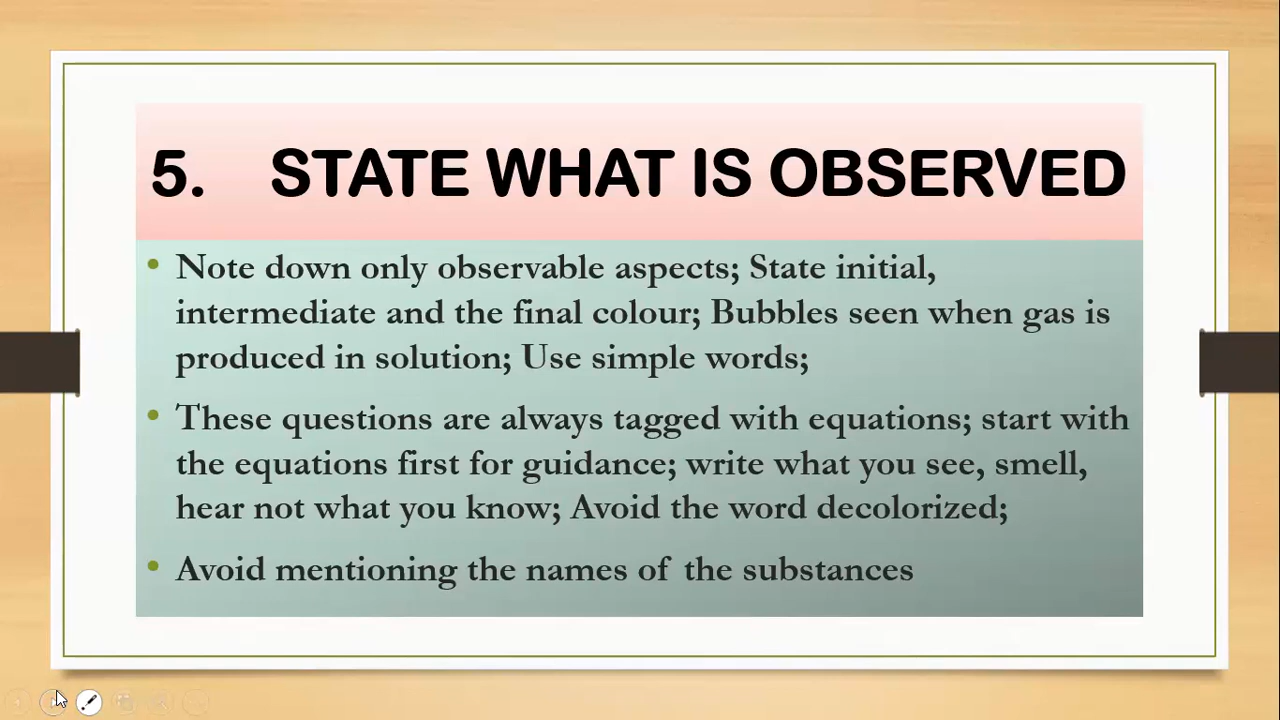 5. STATE WHAT IS OBSERVED
• Note down only observable aspects; State initial,
intermediate and the final colour; Bubbles seen when gas is
produced in solution; Use simple words;
• These questions are always tagged with equations; start with
the equations first for guidance; write what you see, smell,
hear not what you know; Avoid the word decolorized;
• Avoid mentioning the names of the substances